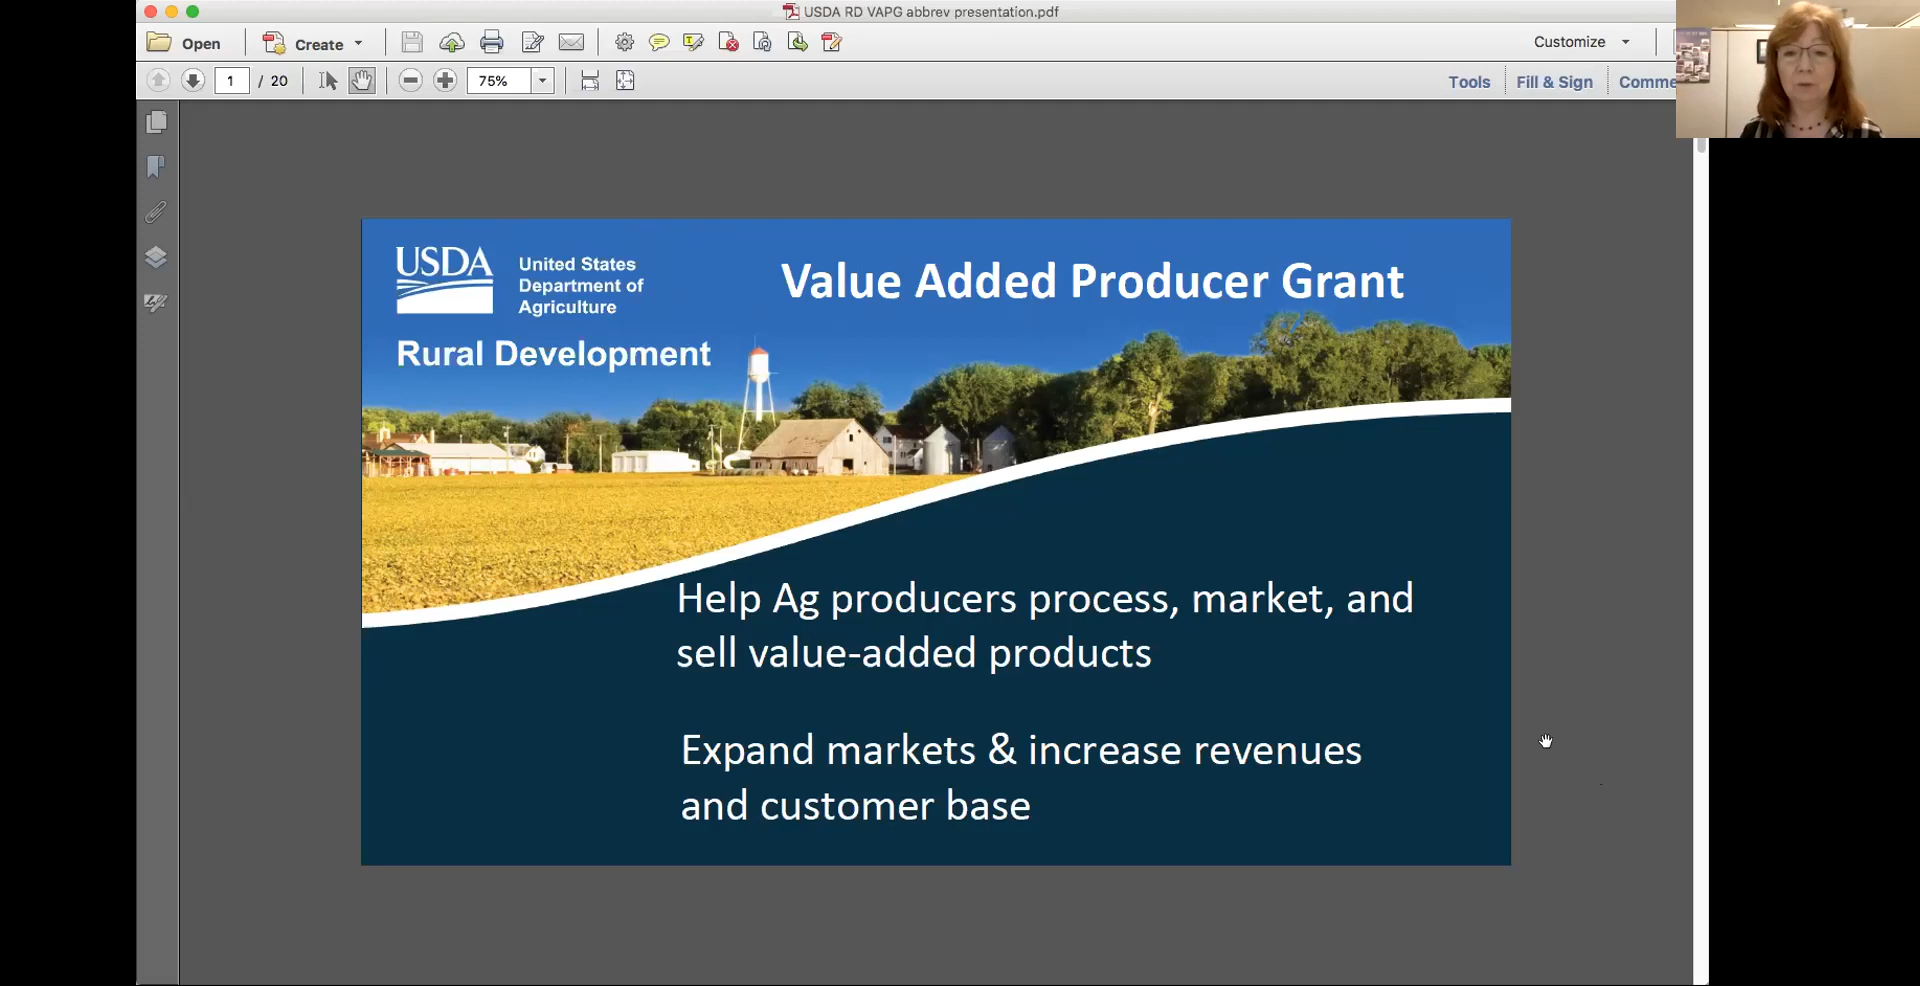 USDA RD VAPG abbrev presentation.pdf
Open
Create
Customize
1 / 20
75%
Tools
Fill & Sign
Comme
USDA
United States
Department of
Agriculture
Rural Development
Value Added Producer Grant
Help Ag producers process, market, and
sell value-added products
Expand markets & increase revenues
and customer base